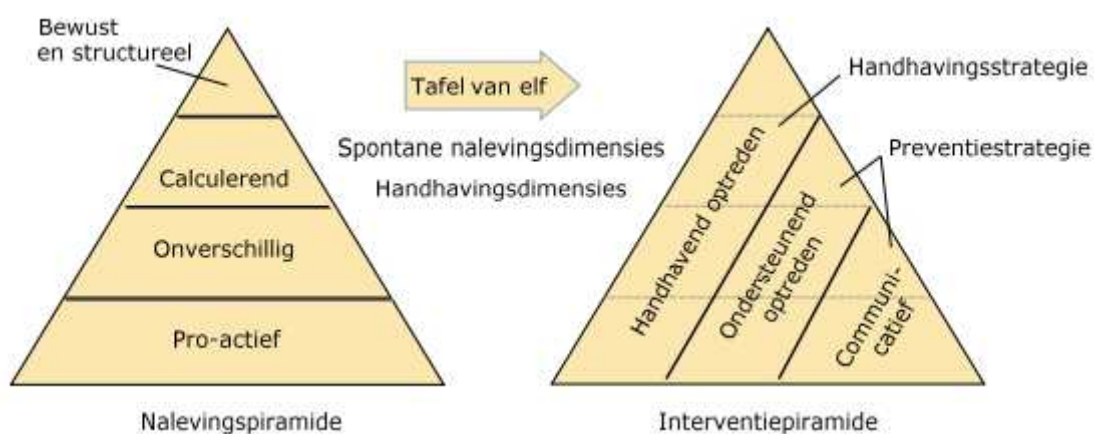 Bewust
en structureel
Calculerend
Onverschillig
Pro-actief
Nalevingspiramide
Tafel van elf
Spontane nalevingsdimensies
Handhavingsdimensies
Handhavingsstrategie
Preventiestrategie
Handhavend optreden
Ondersteunend
optreden
Communi-
catief
Interventiepiramide